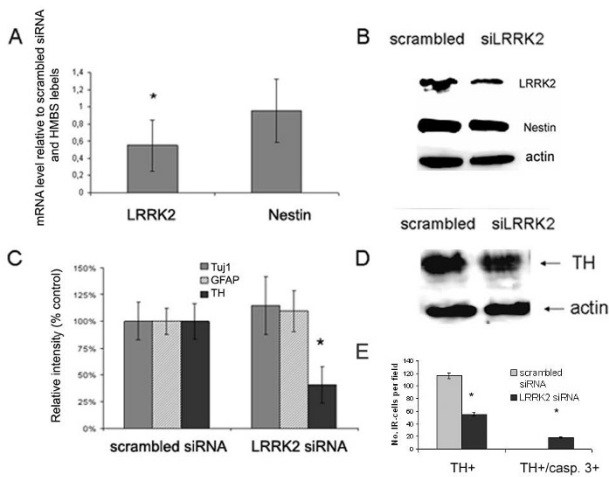 A
mRNA level relative to scrambled siRNA
and HMBS lebels
1,4
1,2
1
0,8
0,6
0,4
0,2
0
*
LRRK2 Nestin
B
scrambled siLRRK2
LRRK2
Nestin
actin
C
Relative intensity (% control)
150%
125%
100%
75%
50%
25%
0%
Tuj1
GFAP
TH
*
scrambled siRNA LRRK2 siRNA
scrambled siLRRK2
D
TH
actin
E
No. IR-cells per field
140
120
100
80
60
40
20
0
scrambled
siRNA
LRRK2 siRNA
*
*
TH+ TH+/casp. 3+